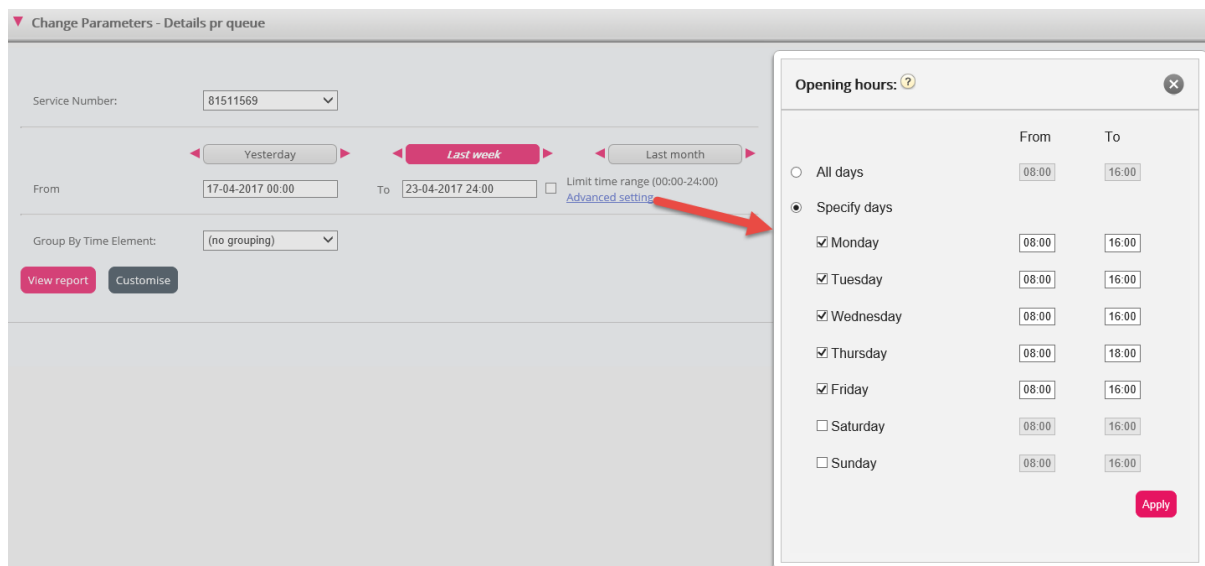 Change Parameters - Details pr queue
Service Number:
81511569
Yesterday
Last week
Last month
From
17-04-2017 00:00
To
23-04-2017 24:00
Limit time range (00:00-24:00)
Advanced setting
Group By Time Element:
(no grouping)
View report
Customise
Opening hours: ?
From To
All days 08:00 16:00
Specify days
Monday 08:00 16:00
Tuesday 08:00 16:00
Wednesday 08:00 16:00
Thursday 08:00 18:00
Friday 08:00 16:00
Saturday 08:00 16:00
Sunday 08:00 16:00
Apply